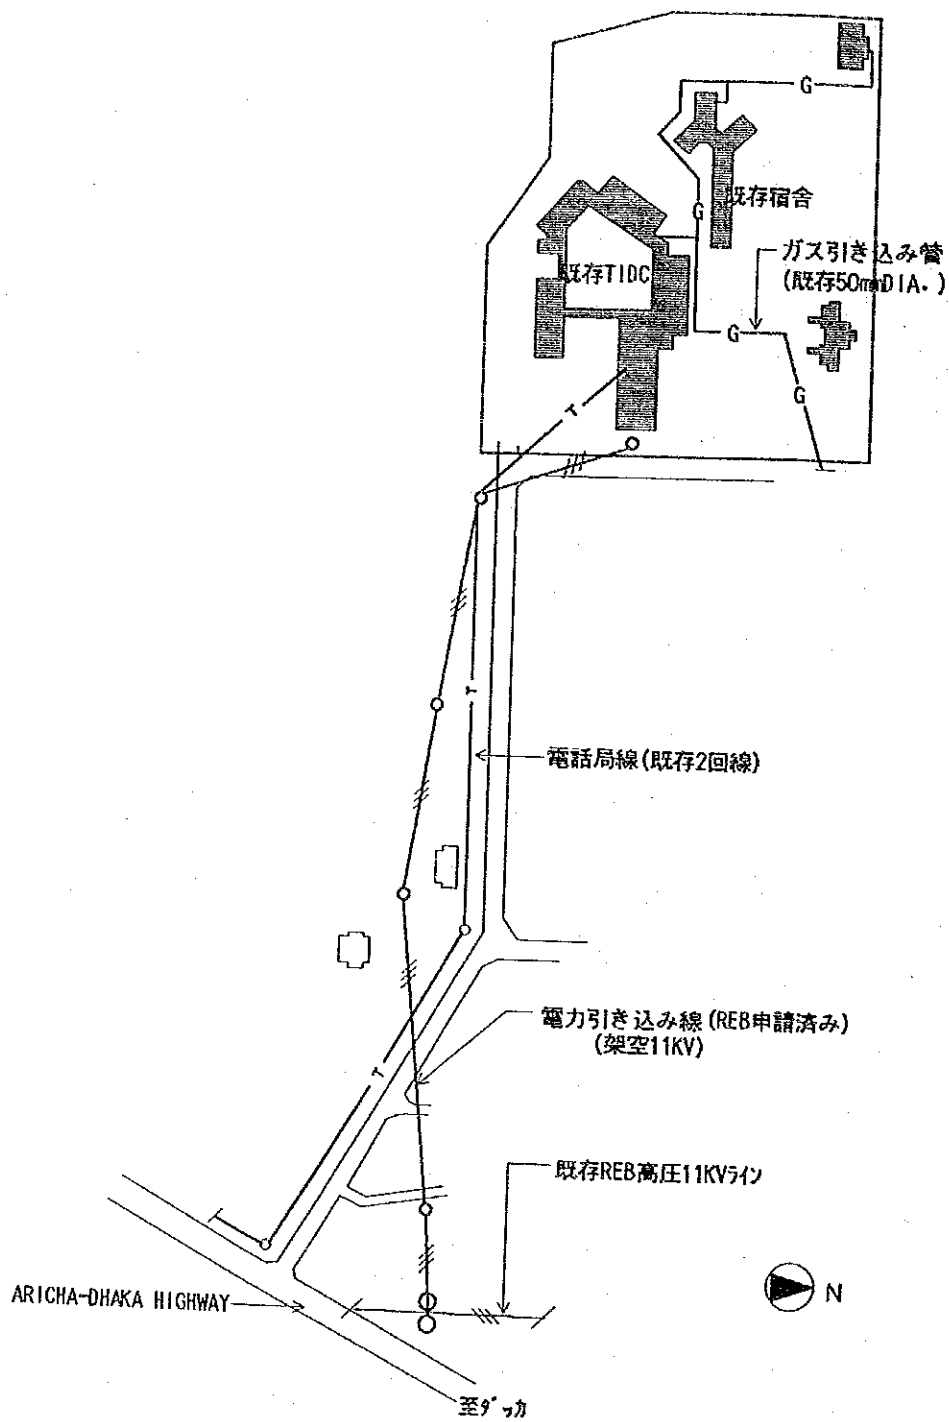 G
既存宿舎
G
ガス引き込み管
(既存50mmDIA.)
既存TIDC
G
G
T
T
電話局線(既存2回線)
電力引き込み線(REB申請済み)
(架空11KV)
T
既存REB高圧11KVライン
ARICHA-DHAKA HIGHWAY
N
至ダッカ